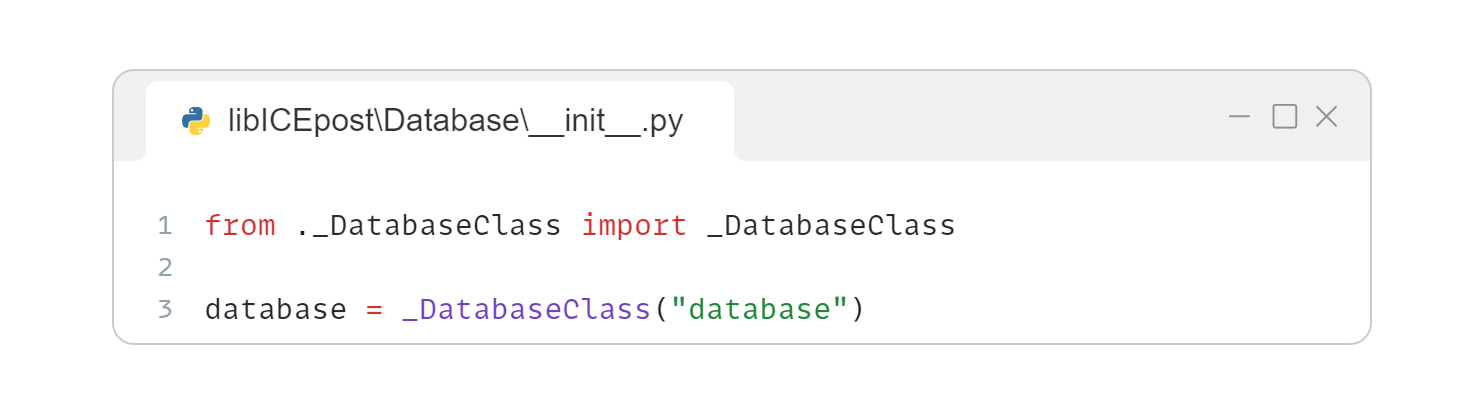 libICEpost\Database\__init__.py
1 from ._DatabaseClass import _DatabaseClass
2
3 database = _DatabaseClass("database")